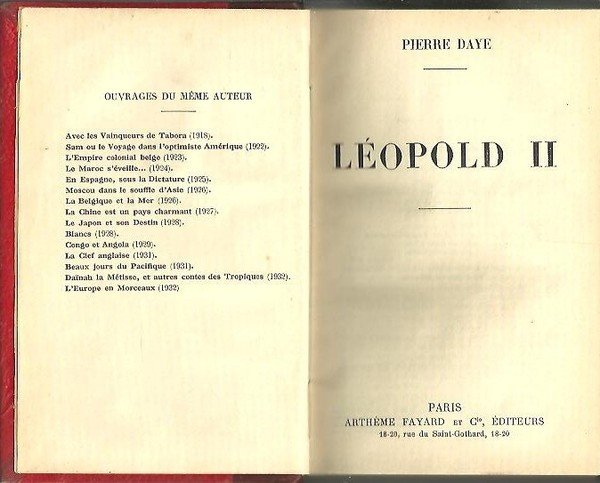 OUVRAGES DU MÊME AUTEUR
Avec les Vainqueurs de Tabora (1918).
Sam ou le Voyage dans l'optimiste Amérique (1922).
L'Empire colonial belge (1923).
Le Maroc s'éveille... (1924).
En Espagne, sous la Dictature (1925).
Moscou dans le souffle d'Asie (1926).
La Belgique et la Mer (1926).
La Chine est un pays charmant (1927).
Le Japon et son Destin (1928).
Blancs (1928).
Congo et Angola (1929).
La Clef anglaise (1931).
Beaux jours du Pacifique (1931).
Daïnah la Métisse, et autres contes des Tropiques (1932).
L'Europe en Morceaux (1932)
PIERRE DAYE
LÉOPOLD II
PARIS
ARTHÈME FAYARD ET Cie, ÉDITEURS
18-20, rue du Saint-Gothard, 18-20